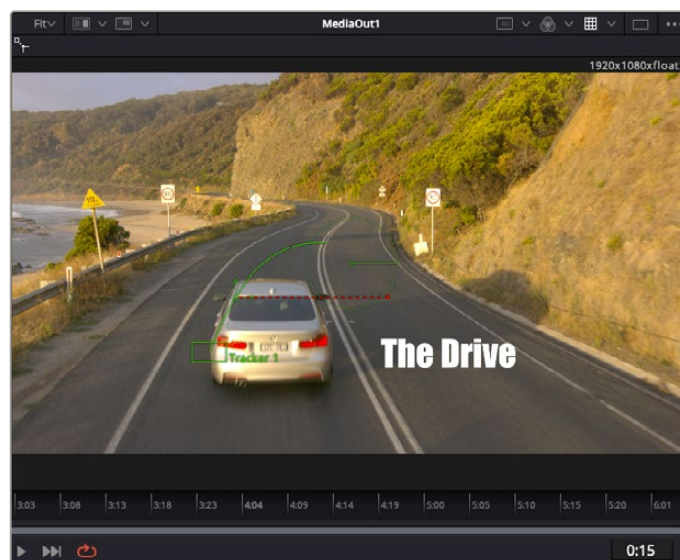 Fit
MediaOut1
1920x1080xfloat
Tracker 1
The Drive
3:03 3:08 3:13 3:18 3:23 4:04 4:09 4:14 4:19 5:00 5:05 5:10 5:15 5:20 6:01
0:15